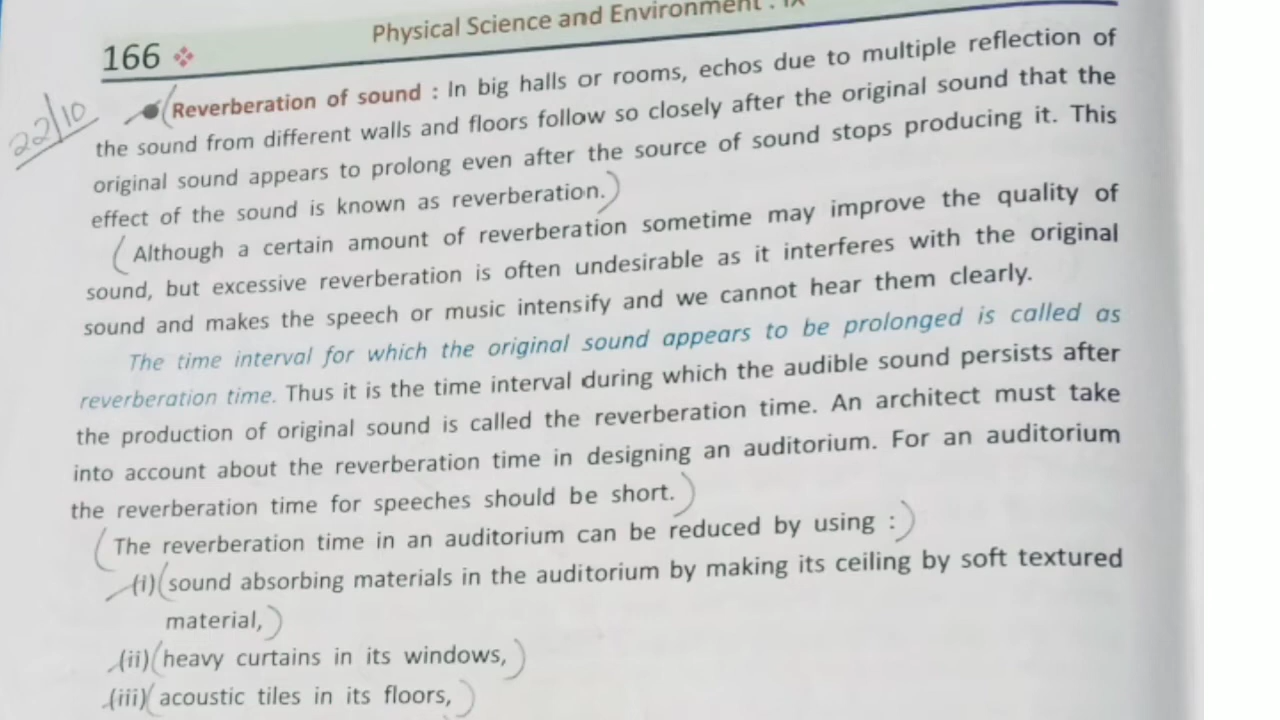 Physical Science and Environment : IX
166
22/10
Reverberation of sound : In big halls or rooms, echos due to multiple reflection of
the sound from different walls and floors follow so closely after the original sound that the
original sound appears to prolong even after the source of sound stops producing it. This
effect of the sound is known as reverberation.
Although a certain amount of reverberation sometime may improve the quality of
sound, but excessive reverberation is often undesirable as it interferes with the original
sound and makes the speech or music intensify and we cannot hear them clearly.
The time interval for which the original sound appears to be prolonged is called as
reverberation time. Thus it is the time interval during which the audible sound persists after
the production of original sound is called the reverberation time. An architect must take
into account about the reverberation time in designing an auditorium. For an auditorium
the reverberation time for speeches should be short.
The reverberation time in an auditorium can be reduced by using :
(i) sound absorbing materials in the auditorium by making its ceiling by soft textured
material,
(ii) heavy curtains in its windows,
(iii) acoustic tiles in its floors,